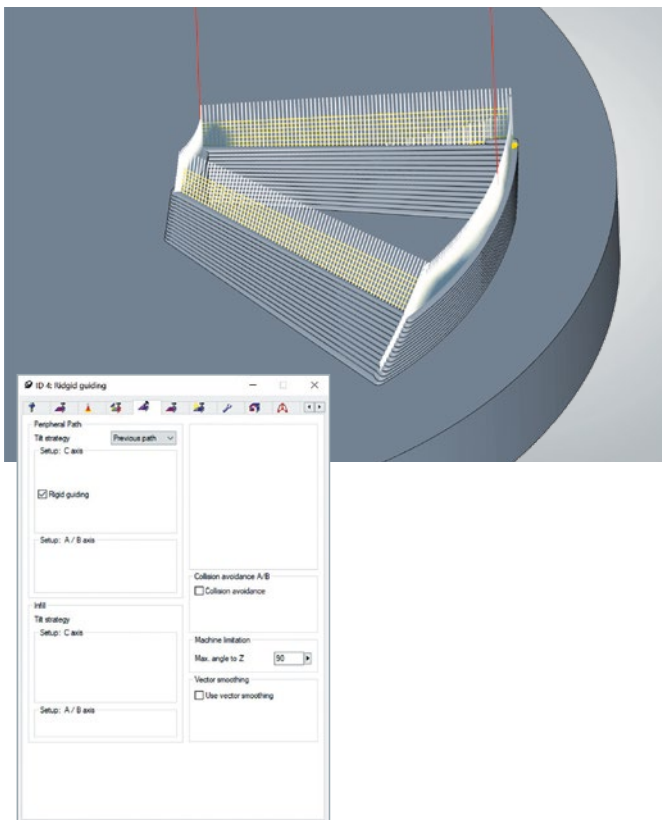 ID 4: Ridgid guiding
Peripheral Path
Tilt strategy
Previous path
Setup: C axis
Rigid guiding
Setup: A / B axis
Collision avoidance A/B
Collision avoidance
Infill
Tilt strategy
Setup: C axis
Machine limitation
Max. angle to Z
90
Vector smoothing
Use vector smoothing
Setup: A / B axis